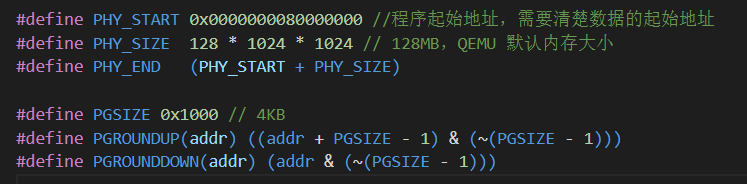 #define PHY_START 0x0000000080000000 //程序起始地址，需要清楚数据的起始地址
#define PHY_SIZE  128 * 1024 * 1024 // 128MB，QEMU 默认内存大小
#define PHY_END   (PHY_START + PHY_SIZE)
#define PGSIZE 0x1000 // 4KB
#define PGROUNDUP(addr) ((addr + PGSIZE - 1) & (~(PGSIZE - 1)))
#define PGROUNDDOWN(addr) (addr & (~(PGSIZE - 1)))